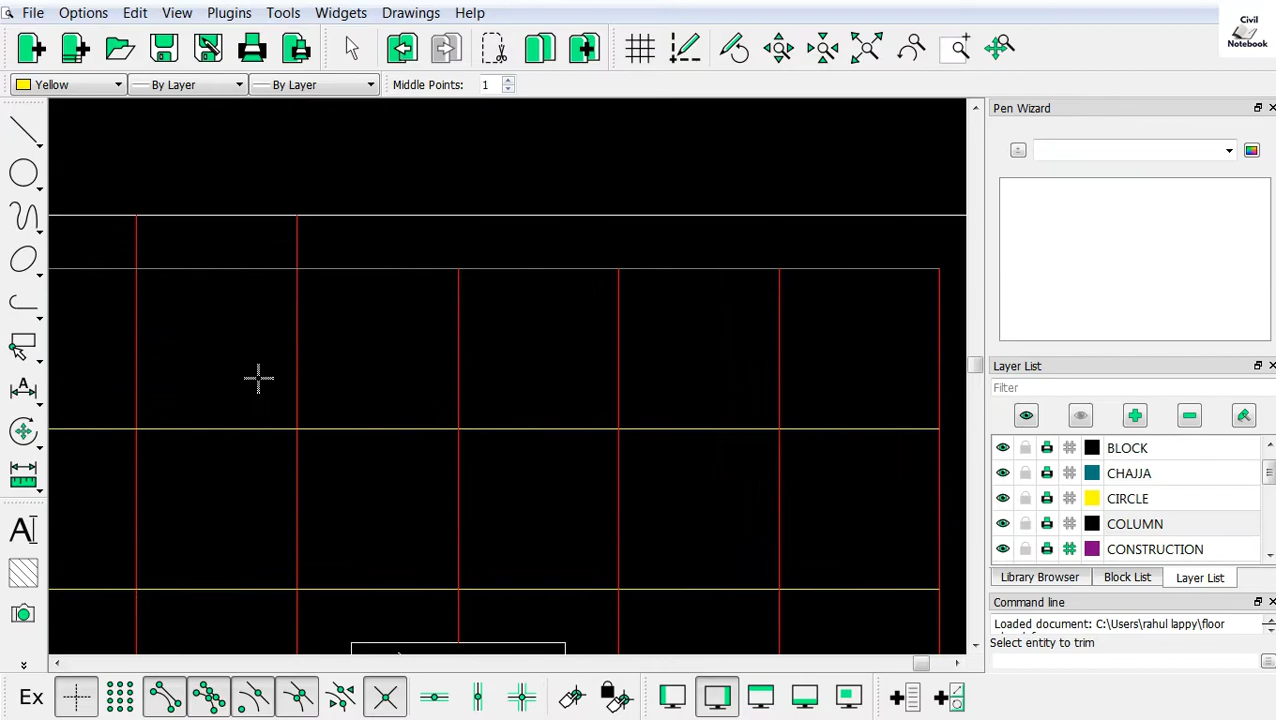 File Options Edit View Plugins Tools Widgets Drawings Help
Civil
Notebook
Yellow By Layer By Layer Middle Points: 1
Pen Wizard
Layer List
Filter
BLOCK
CHAJJA
CIRCLE
COLUMN
CONSTRUCTION
Library Browser Block List Layer List
Command line
Loaded document: C:\Users\rahul lappy\floor
Select entity to trim
A
A
Ex